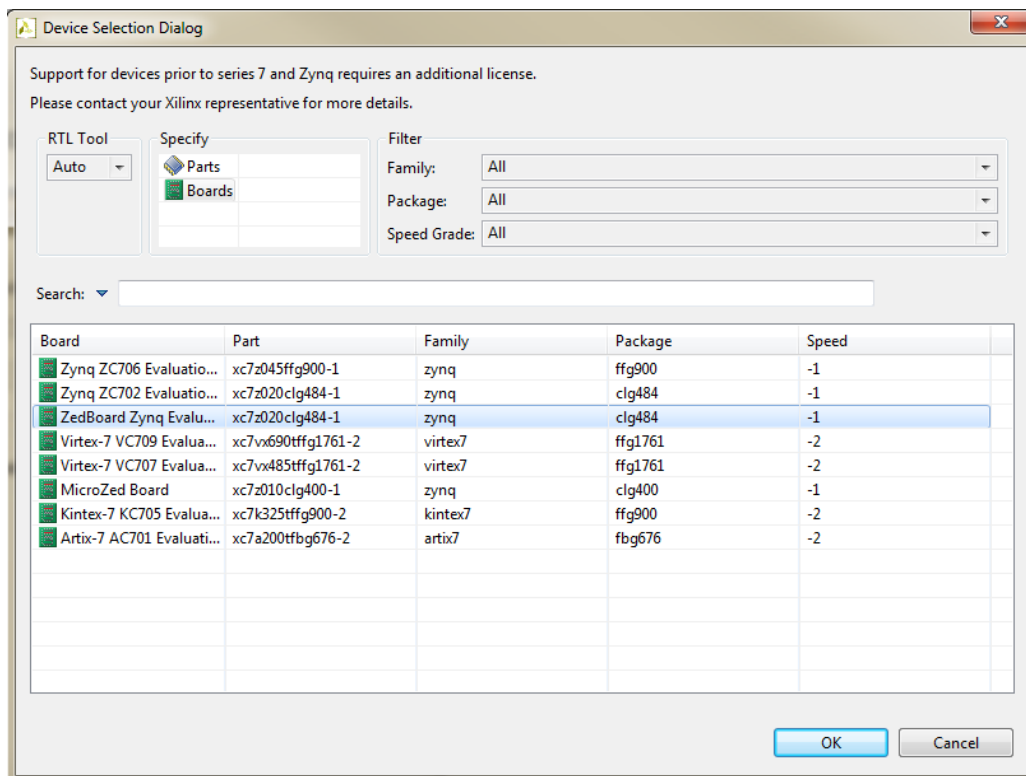 Device Selection Dialog
Support for devices prior to series 7 and Zynq requires an additional license.
Please contact your Xilinx representative for more details.
RTL Tool Specify Filter
Auto Parts Family: All
Boards Package: All
Speed Grade: All
Search:
Board Part Family Package Speed
Zynq ZC706 Evaluatio... xc7z045ffg900-1 zynq ffg900 -1
Zynq ZC702 Evaluatio... xc7z020clg484-1 zynq clg484 -1
ZedBoard Zynq Evalu... xc7z020clg484-1 zynq clg484 -1
Virtex-7 VC709 Evalua... xc7vx690tffg1761-2 virtex7 ffg1761 -2
Virtex-7 VC707 Evalua... xc7vx485tffg1761-2 virtex7 ffg1761 -2
MicroZed Board xc7z010clg400-1 zynq clg400 -1
Kintex-7 KC705 Evalua... xc7k325tffg900-2 kintex7 ffg900 -2
Artix-7 AC701 Evaluati... xc7a200tfbg676-2 artix7 fbg676 -2
OK Cancel